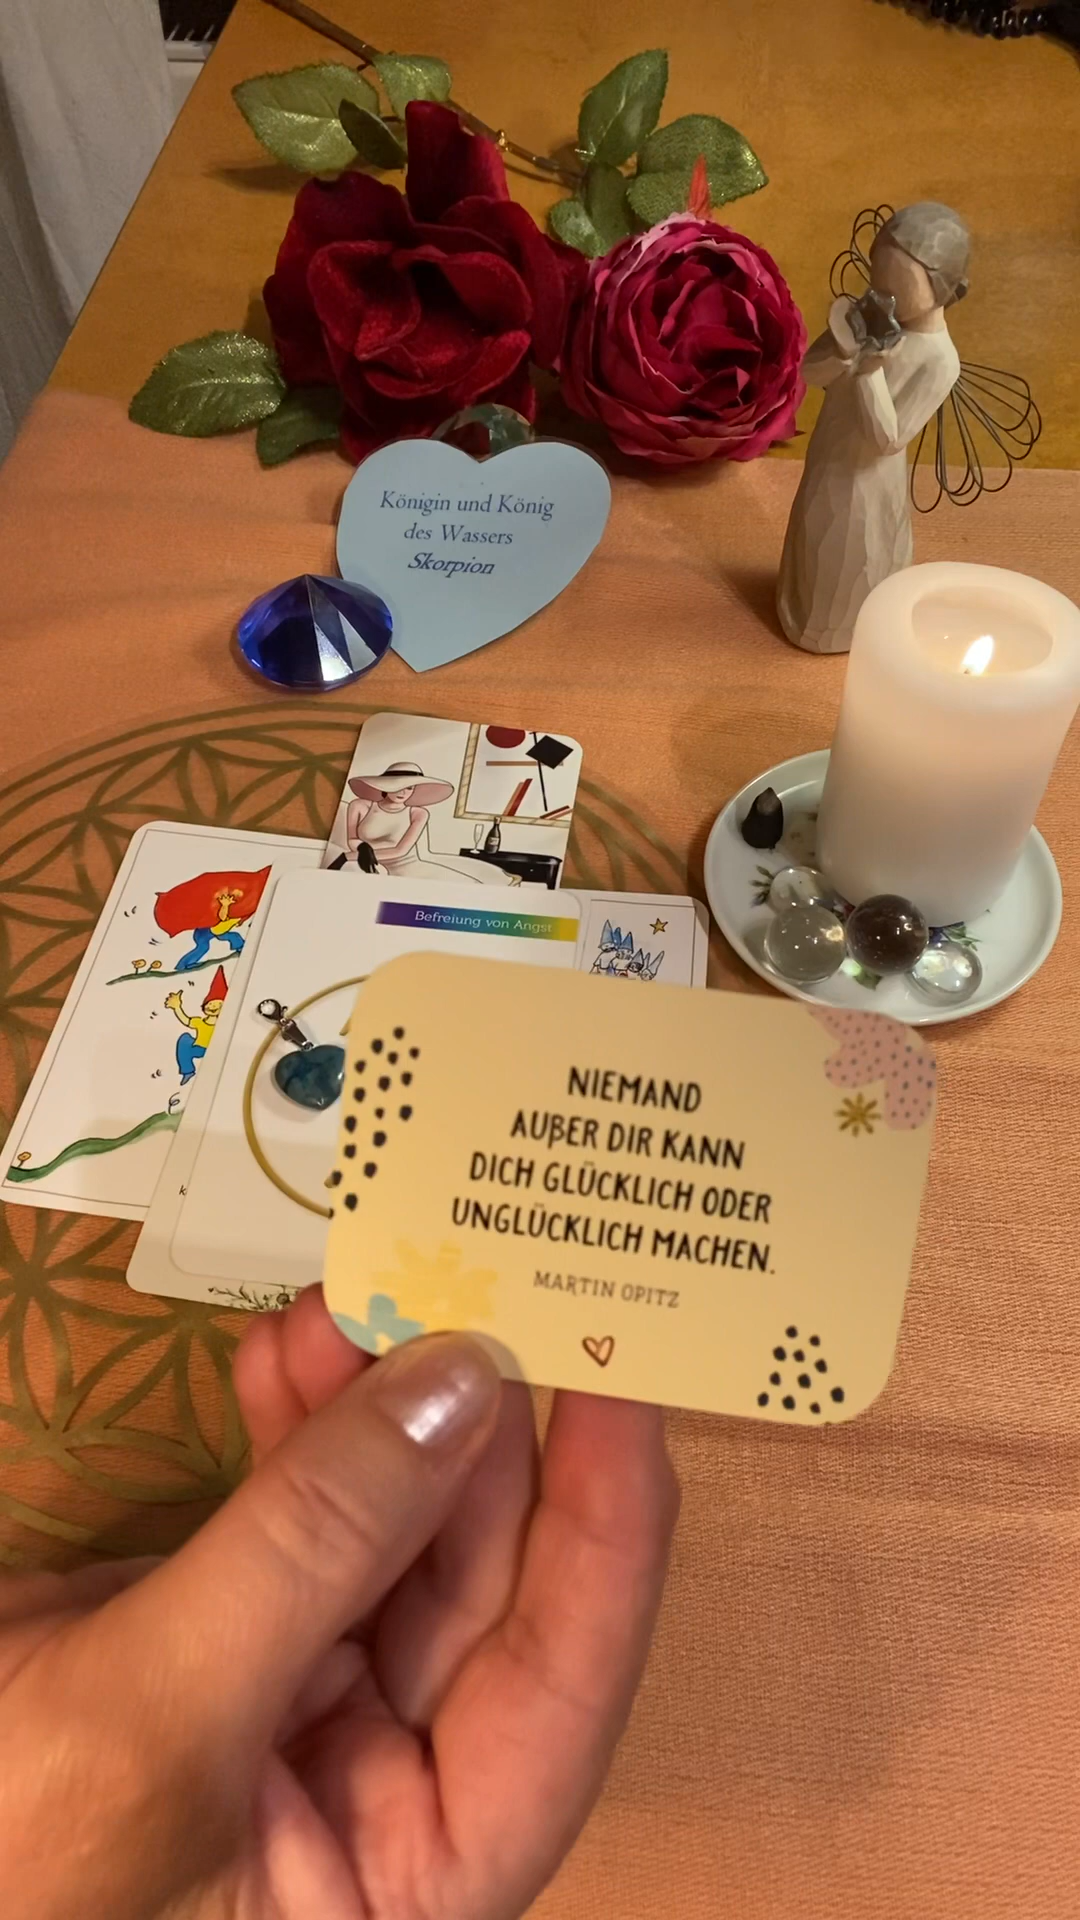 Königin und König
des Wassers
Skorpion
Befreiung von Angst
NIEMAND
AUßER DIR KANN
DICH GLÜCKLICH ODER
UNGLÜCKLICH MACHEN.
MARTIN OPITZ